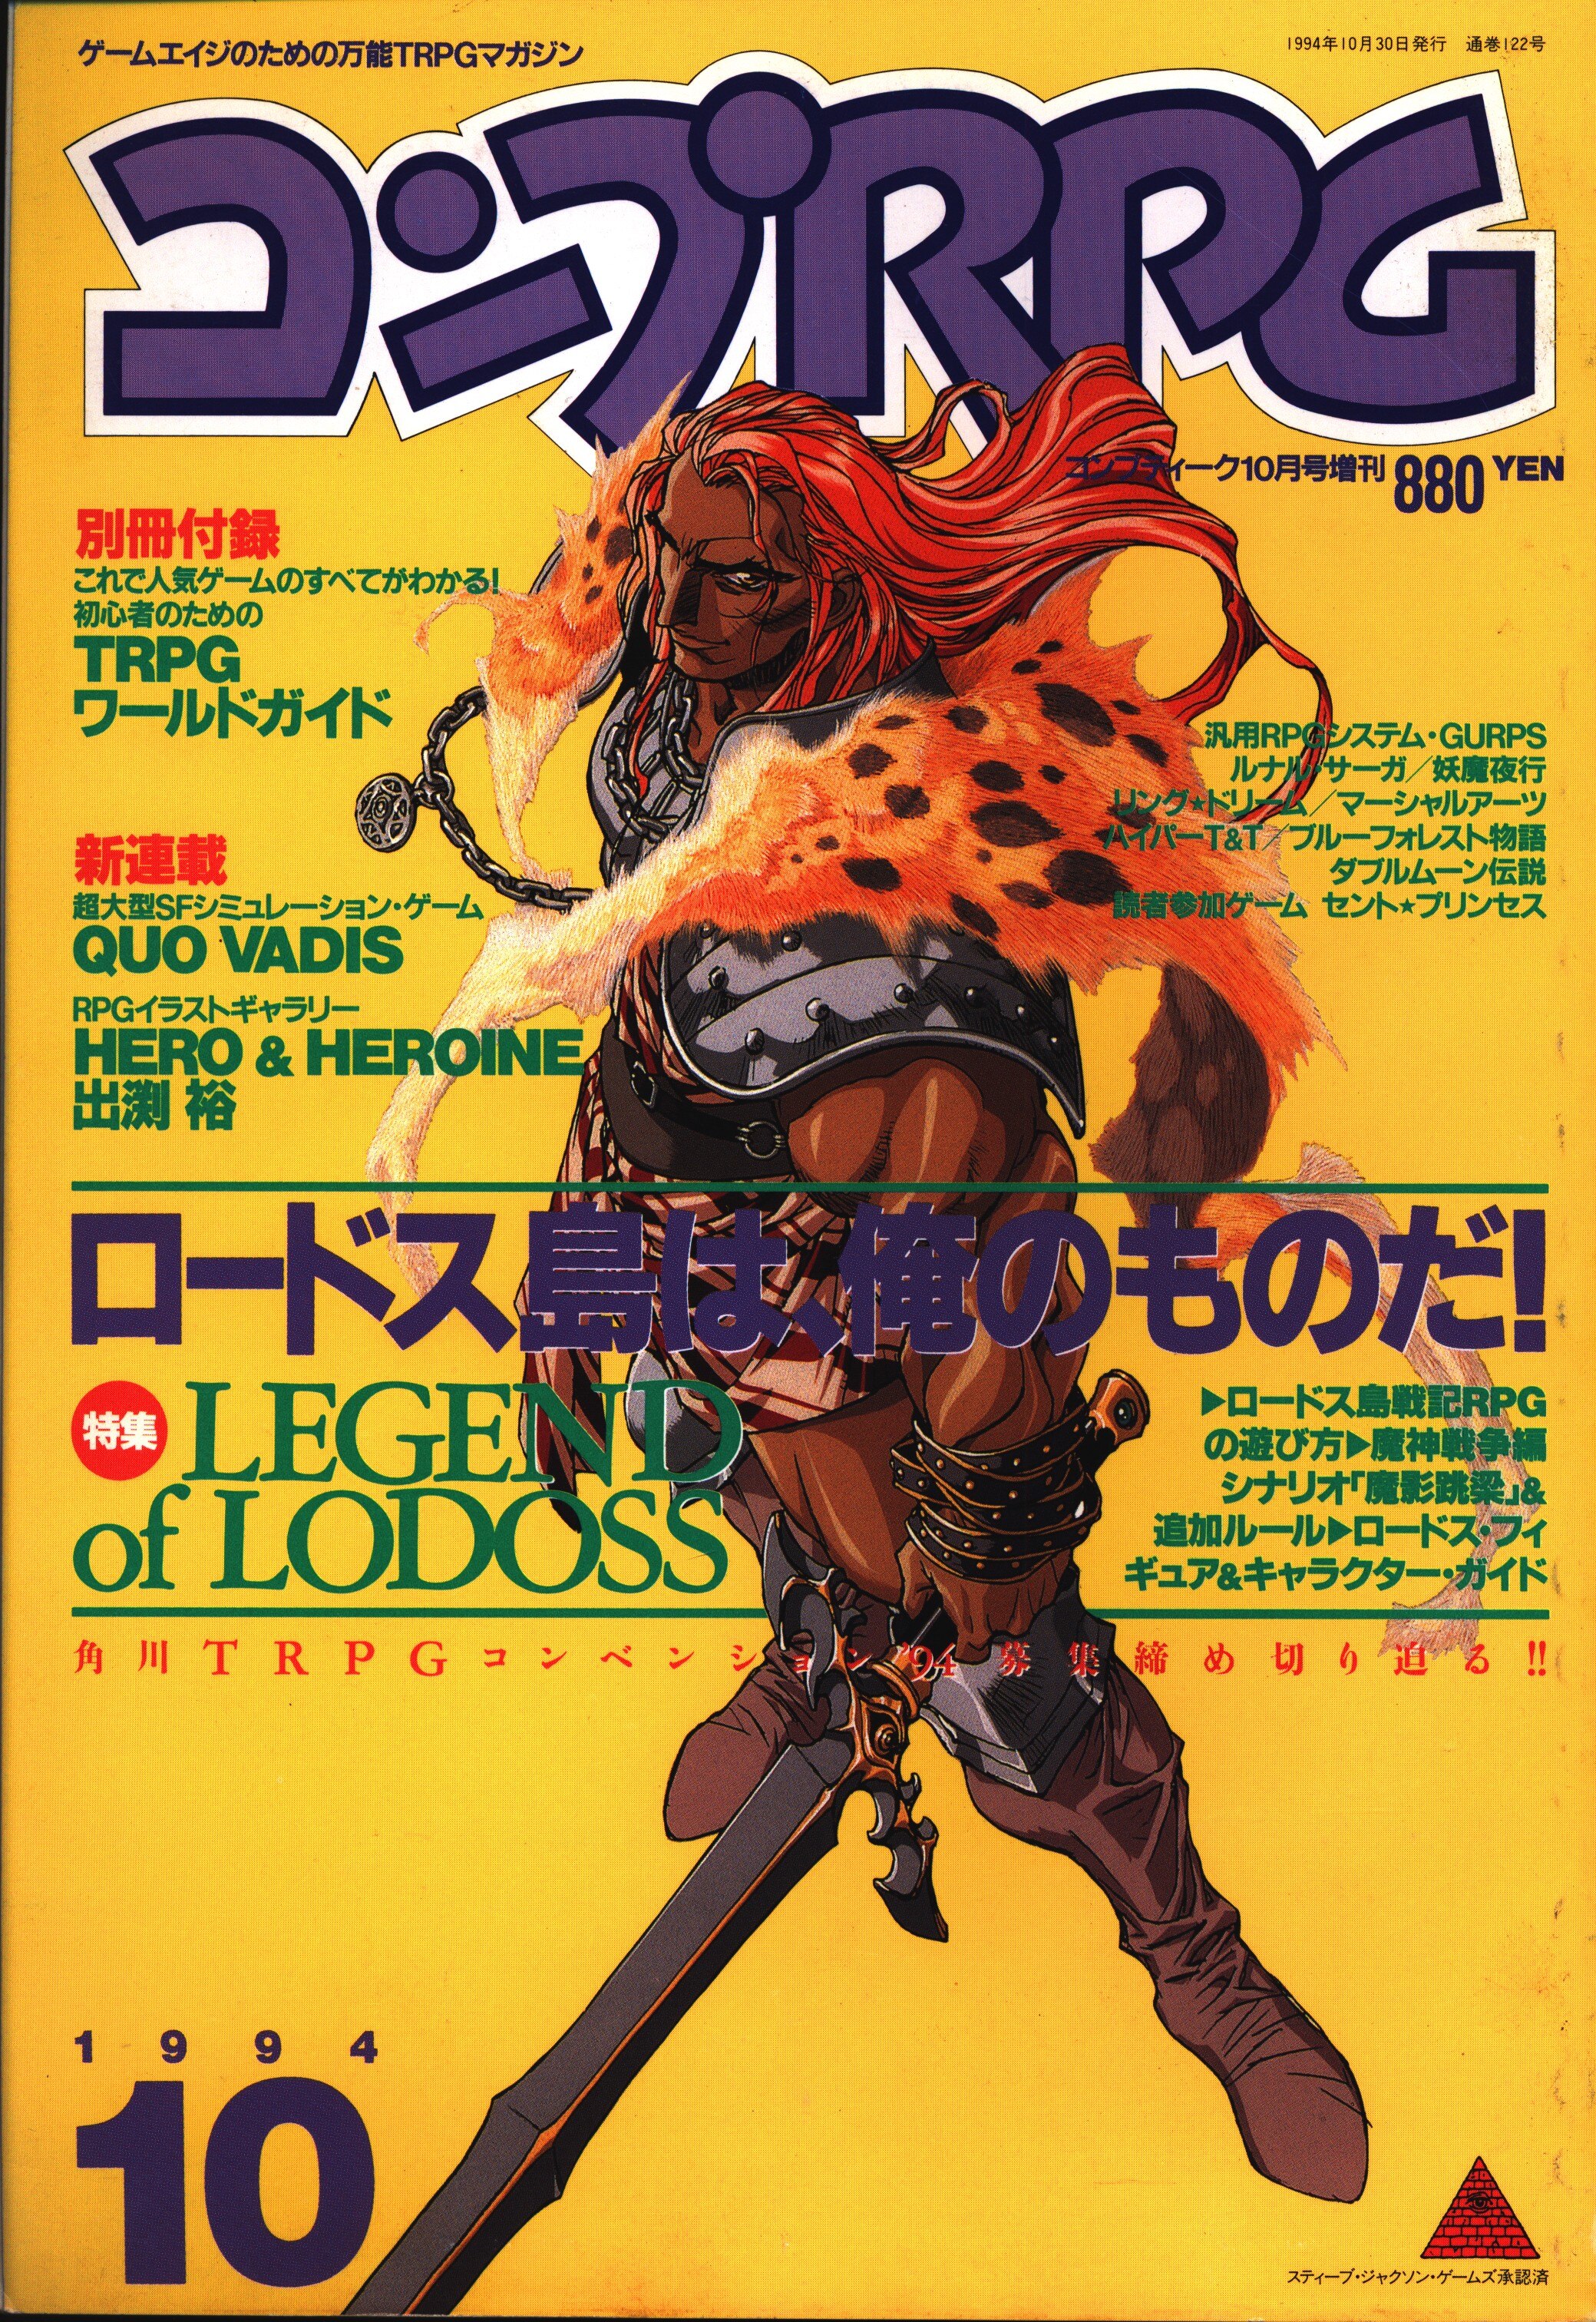 ゲームエイジのための万能TRPGマガジン
1994年10月30日発行　通巻122号
コンプRPG
コンプティーク10月号増刊 880 YEN
別冊付録
これで人気ゲームのすべてがわかる!
初心者のための
TRPG
ワールドガイド
新連載
超大型SFシミュレーション・ゲーム
QUO VADIS
RPGイラストギャラリー
HERO & HEROINE
出渕 裕
汎用RPGシステム・GURPS
ルナル・サーガ／妖魔夜行
リング★ドリーム／マーシャルアーツ
ハイパーT&T／ブルーフォレスト物語
ダブルムーン伝説
読者参加ゲーム セント★プリンセス
ロードス島は、俺のものだ!
特集 LEGEND
of LODOSS
▶ロードス島戦記RPG
の遊び方▶魔神戦争編
シナリオ「魔影跳梁」&
追加ルール▶ロードス・フィ
ギュア&キャラクター・ガイド
角川TRPGコンベンション'94募集締め切り迫る!!
1994
10
スティーブ・ジャクソン・ゲームズ承認済